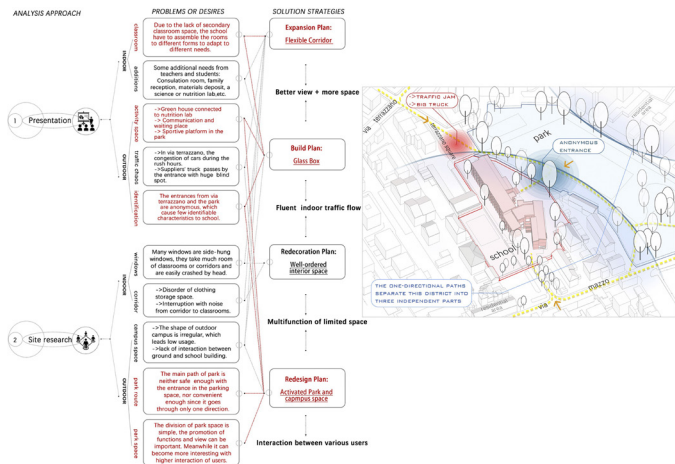 ANALYSIS APPROACH
PROBLEMS OR DESIRES
SOLUTION STRATEGIES
1
Presentation
INDOOR
classroom
Due to the lack of secondary
classroom space, the school
have to assemble the rooms
to different forms to adapt to
different needs.
additions
Some additional needs from
teachers and students:
Consulation room, family
reception, materials deposit, a
science or nutrition lab.etc.
OUTDOOR
activity space
->Green house connected
to nutrition lab
-> Communication and
waiting place
-> Sportive platform in the
park
traffic chaos
->In via terrazzano, the
congestion of cars during the
rush hours.
->Suppliers' truck passes by
the entrance with huge blind
spot.
identification
The entrances from via
terrazzano and the park
are anonymous, which
cause few identifiable
characteristics to school.
2
Site research
INDOOR
windows
Many windows are side-hung
windows, they take much room
of classrooms or corridors and
are easily crashed by head.
corridor
->Disorder of clothing
storage space.
->Interruption with noise
from corridor to classrooms.
OUTDOOR
campus space
->The shape of outdoor
campus is irregular, which
leads low usage.
->lack of interaction between
ground and school building.
park route
The main path of park is
neither safe enough with
the entrance in the parking
space, nor convenient
enough since it goes
through only one direction.
park space
The division of park space is
simple, the promotion of
functions and view can be
important. Meanwhile it can
become more interesting with
higher interaction of users.
Expansion Plan:
Flexible Corridor
Better view + more space
Build Plan:
Glass Box
Fluent indoor traffic flow
Redecoration Plan:
Well-ordered
interior space
Multifunction of limited space
Redesign Plan:
Activated Park and
capmpus space
Interaction between various users
->TRAFFIC JAM
->BIG TRUCK
via terrazzano
park
residential
area
ANONYMOUS
ENTRANCE
school
THE ONE-DIRECTIONAL PATHS
SEPARATE THIS DISTRICT INTO
THREE INDEPENDENT PARTS
residential
area
via
mazzo